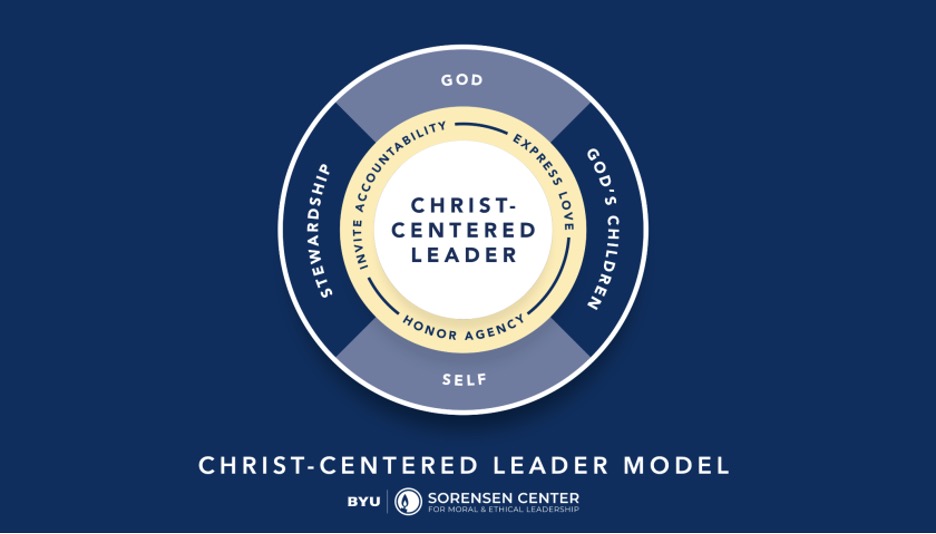 GOD
STEWARDSHIP
GOD'S CHILDREN
INVITE ACCOUNTABILITY
EXPRESS LOVE
CHRIST-
CENTERED
LEADER
HONOR AGENCY
SELF
CHRIST-CENTERED LEADER MODEL
BYU
SORENSEN CENTER
FOR MORAL & ETHICAL LEADERSHIP